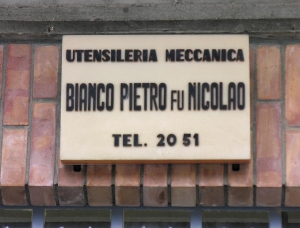 UTENSILERIA MECCANICA
BIANCO PIETRO FU NICOLAO
TEL. 20 51